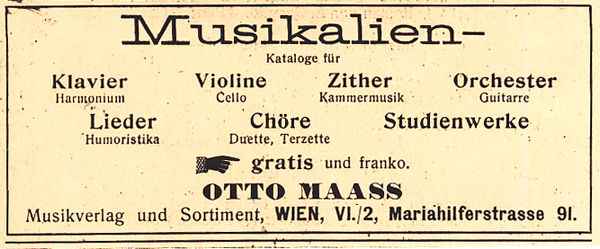 Musikalien-
Kataloge für
Klavier Violine Zither Orchester
Harmonium Cello Kammermusik Guitarre
Lieder Chöre Studienwerke
Humoristika Duette, Terzette
gratis und franko.
OTTO MAASS
Musikverlag und Sortiment, WIEN, VI./2, Mariahilferstrasse 91.